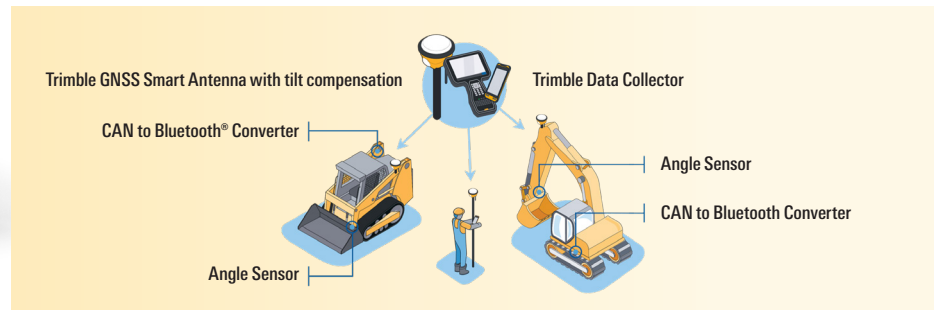 Trimble GNSS Smart Antenna with tilt compensation
Trimble Data Collector
CAN to Bluetooth® Converter
Angle Sensor
Angle Sensor
CAN to Bluetooth Converter